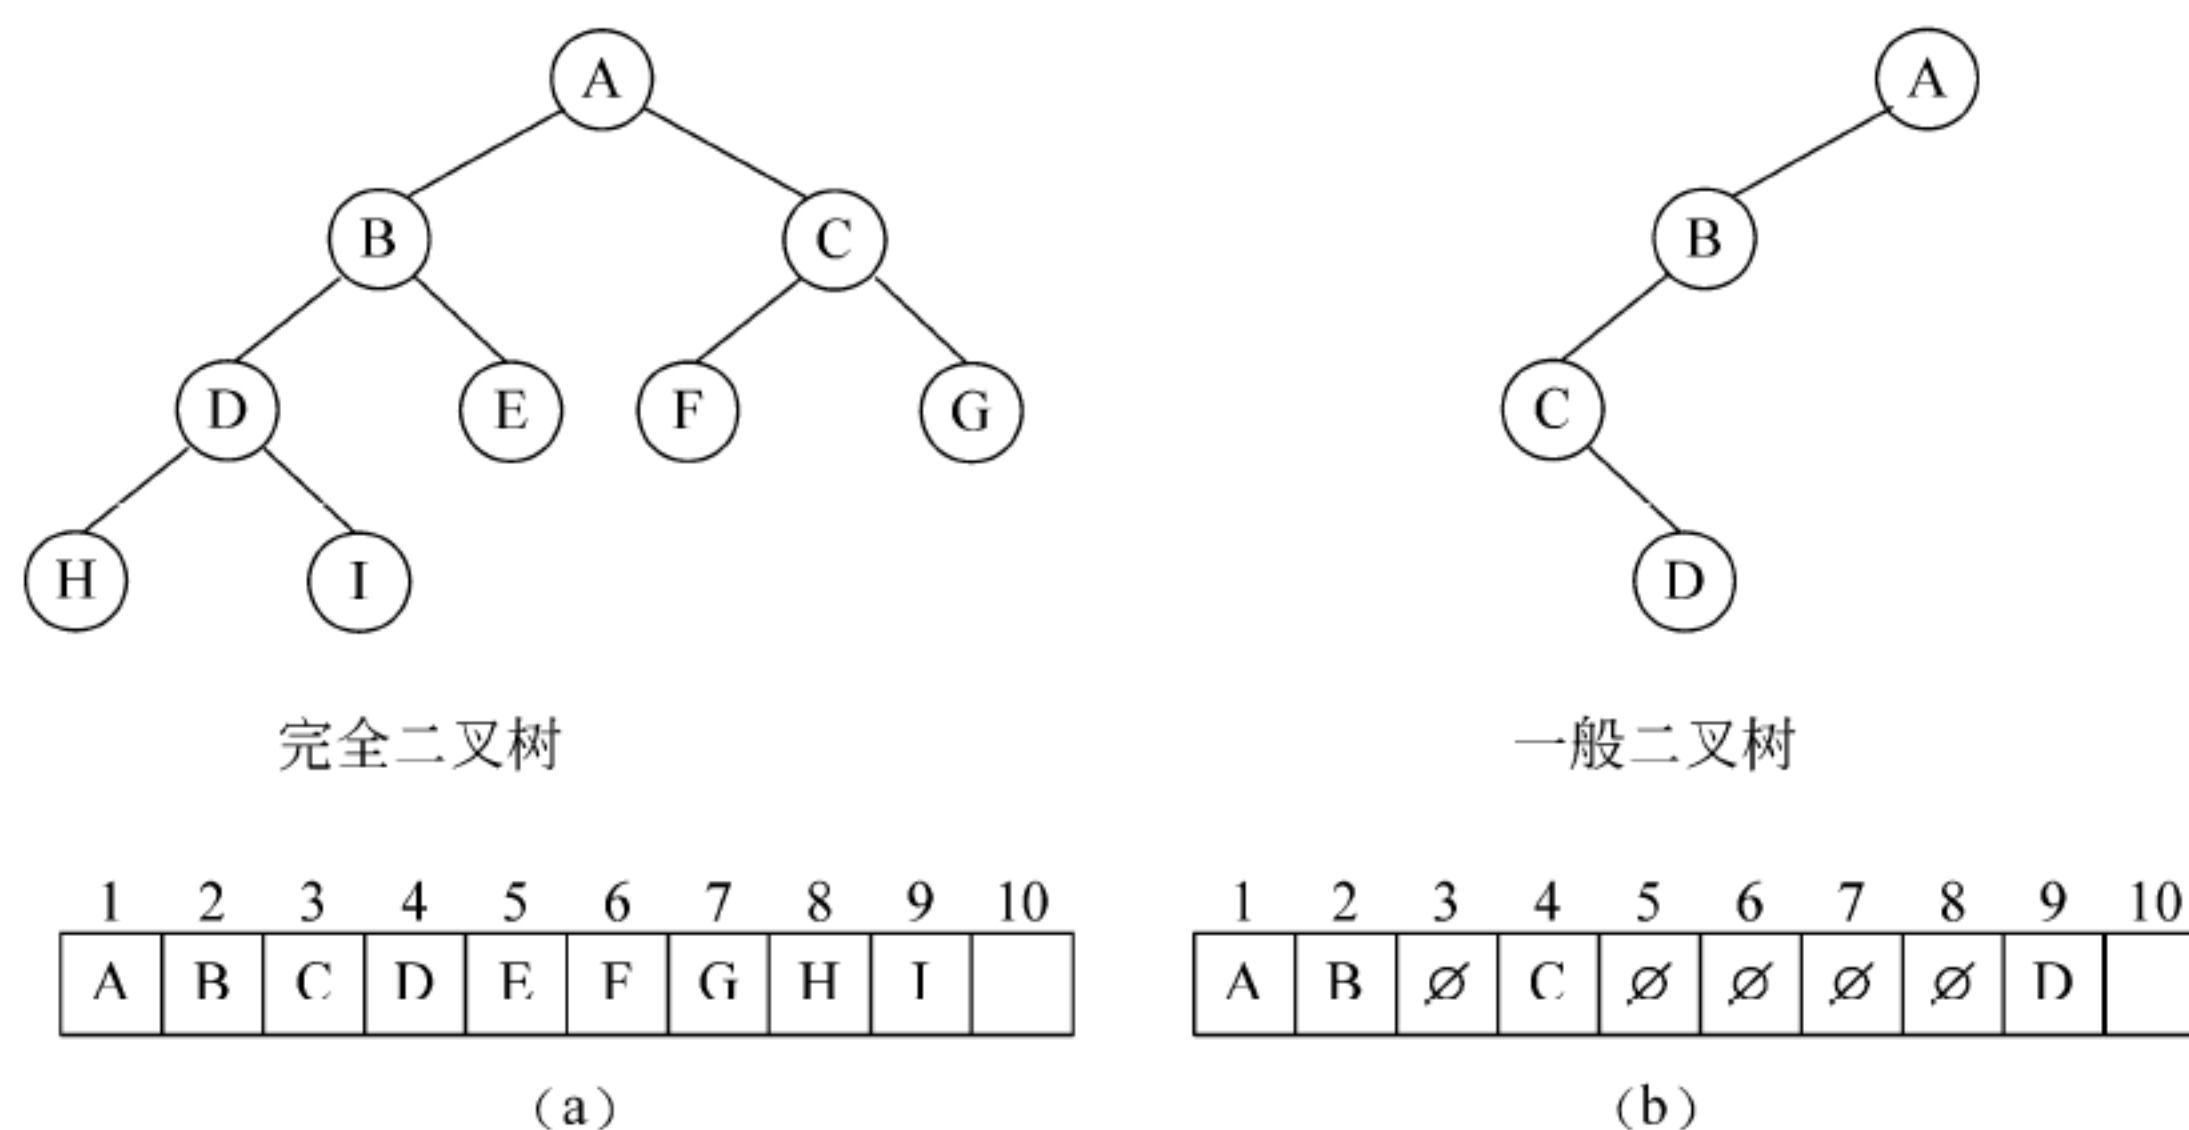 A A
B C B
D E F G C
H I D
完全二叉树 一般二叉树
1 2 3 4 5 6 7 8 9 10 1 2 3 4 5 6 7 8 9 10
A B C D E F G H I A B ∅ C ∅ ∅ ∅ ∅ D
（a） （b）